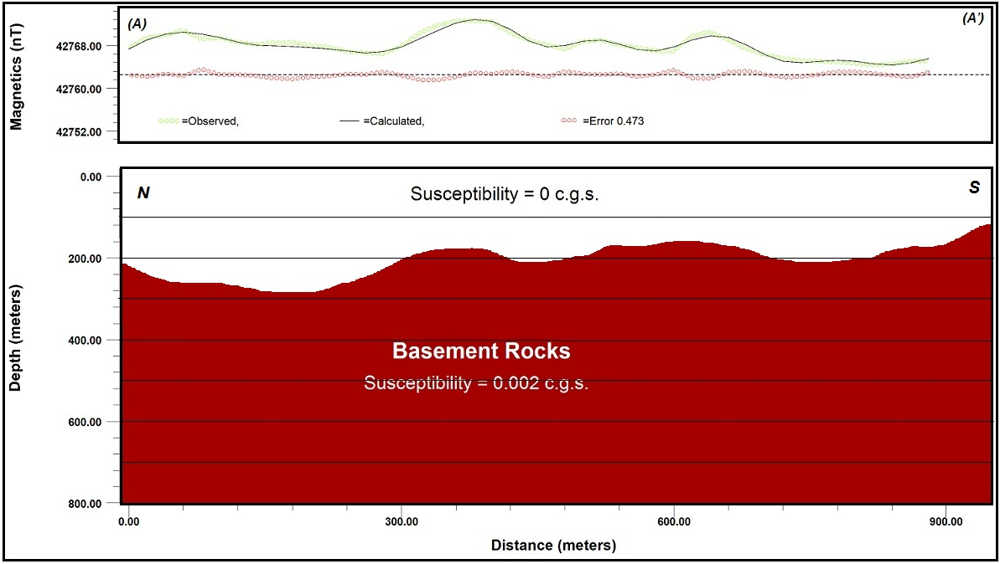 (A)
(A')
Magnetics (nT)
42768.00
42760.00
42752.00
=Observed,
=Calculated,
=Error 0.473
0.00
N
Susceptibility = 0 c.g.s.
S
200.00
Depth (meters)
400.00
Basement Rocks
Susceptibility = 0.002 c.g.s.
600.00
800.00
0.00
300.00
600.00
900.00
Distance (meters)